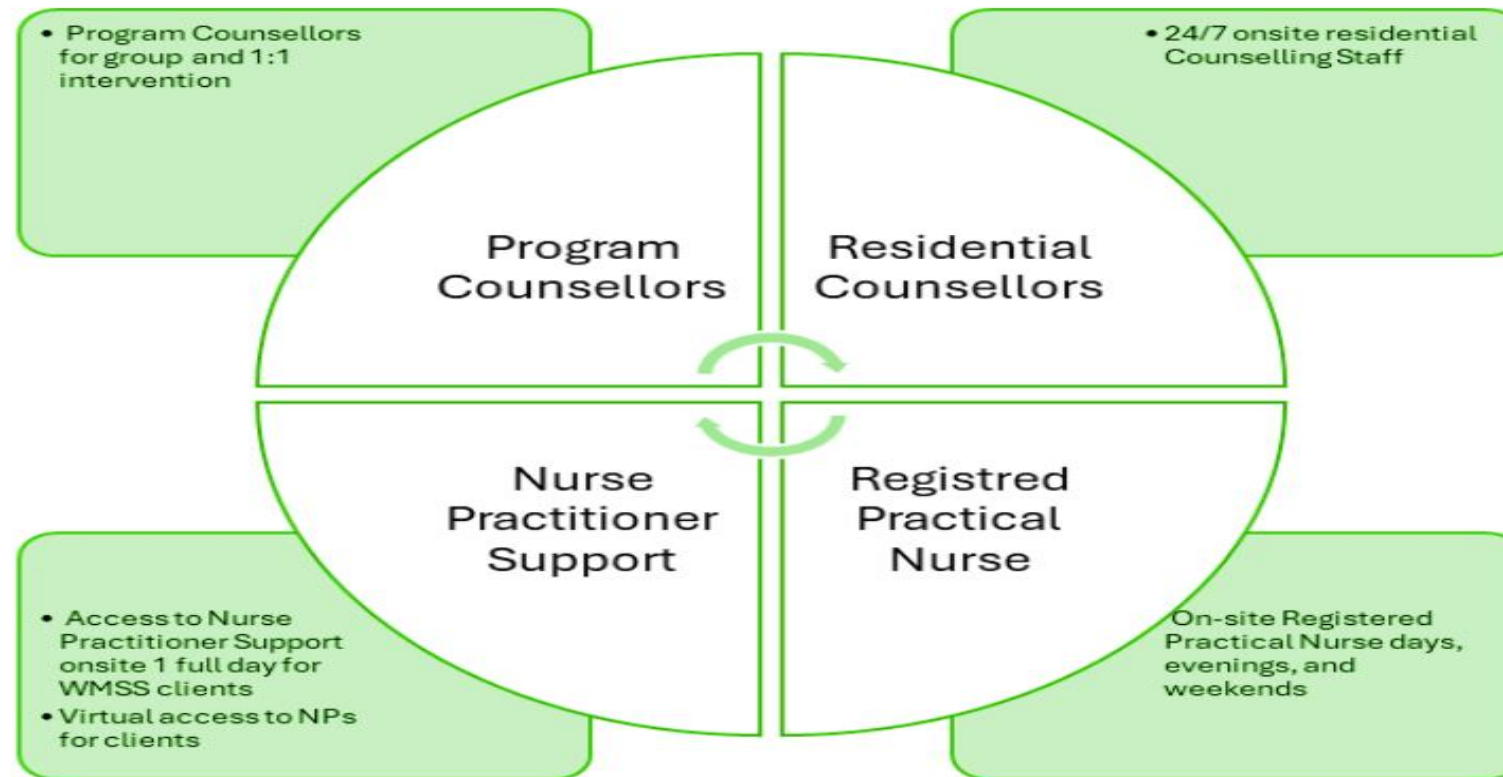 • Program Counsellors
for group and 1:1
intervention
• 24/7 onsite residential
Counselling Staff
Program
Counsellors
Residential
Counsellors
Nurse
Practitioner
Support
Registred
Practical
Nurse
• Access to Nurse
Practitioner Support
onsite 1 full day for
WMSS clients
• Virtual access to NPs
for clients
On-site Registered
Practical Nurse days,
evenings, and
weekends